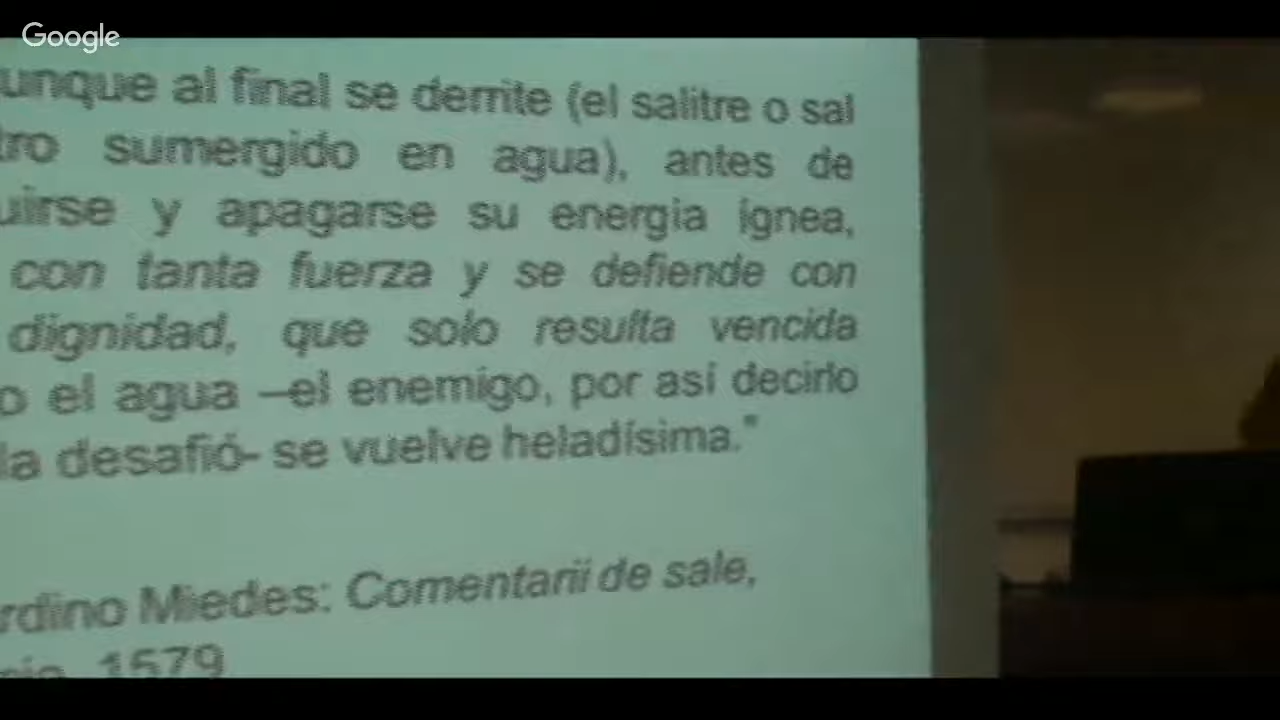 Google
unque al final se derrite (el salitre o sal
tro sumergido en agua), antes de
uirse y apagarse su energía ígnea,
con tanta fuerza y se defiende con
dignidad, que solo resulta vencida
o el agua –el enemigo, por así decirlo
la desafió- se vuelve heladísima."
rdino Miedes: Comentarii de sale,
1579